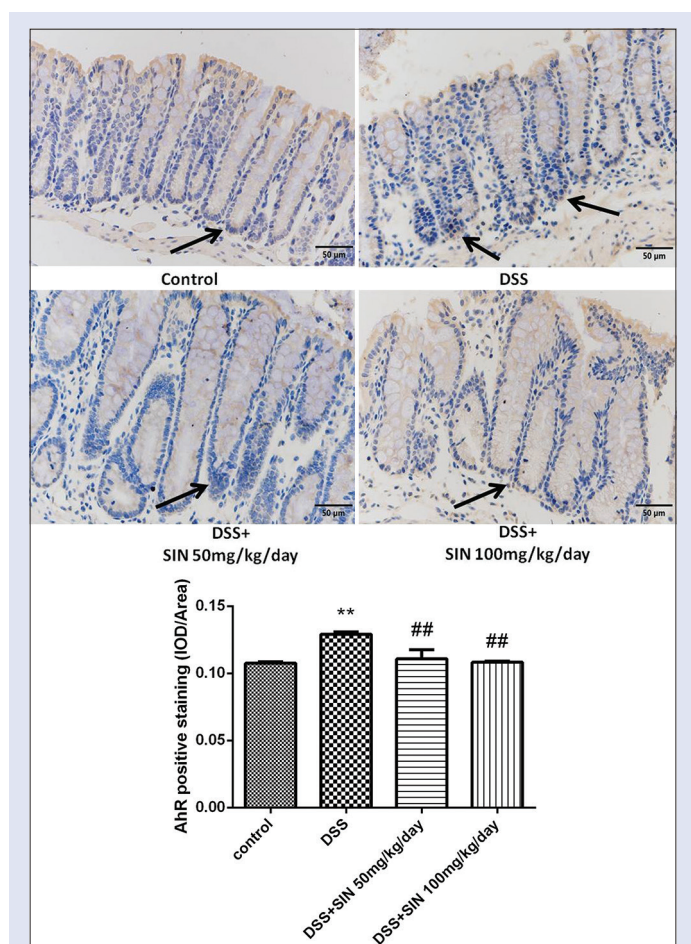 50 µm
50 µm
Control
DSS
50 µm
50 µm
DSS+
SIN 50mg/kg/day
DSS+
SIN 100mg/kg/day
AhR positive staining (IOD/Area)
0.15
0.10
0.05
0.00
**
##
##
control
DSS
DSS+SIN 50mg/kg/day
DSS+SIN 100mg/kg/day